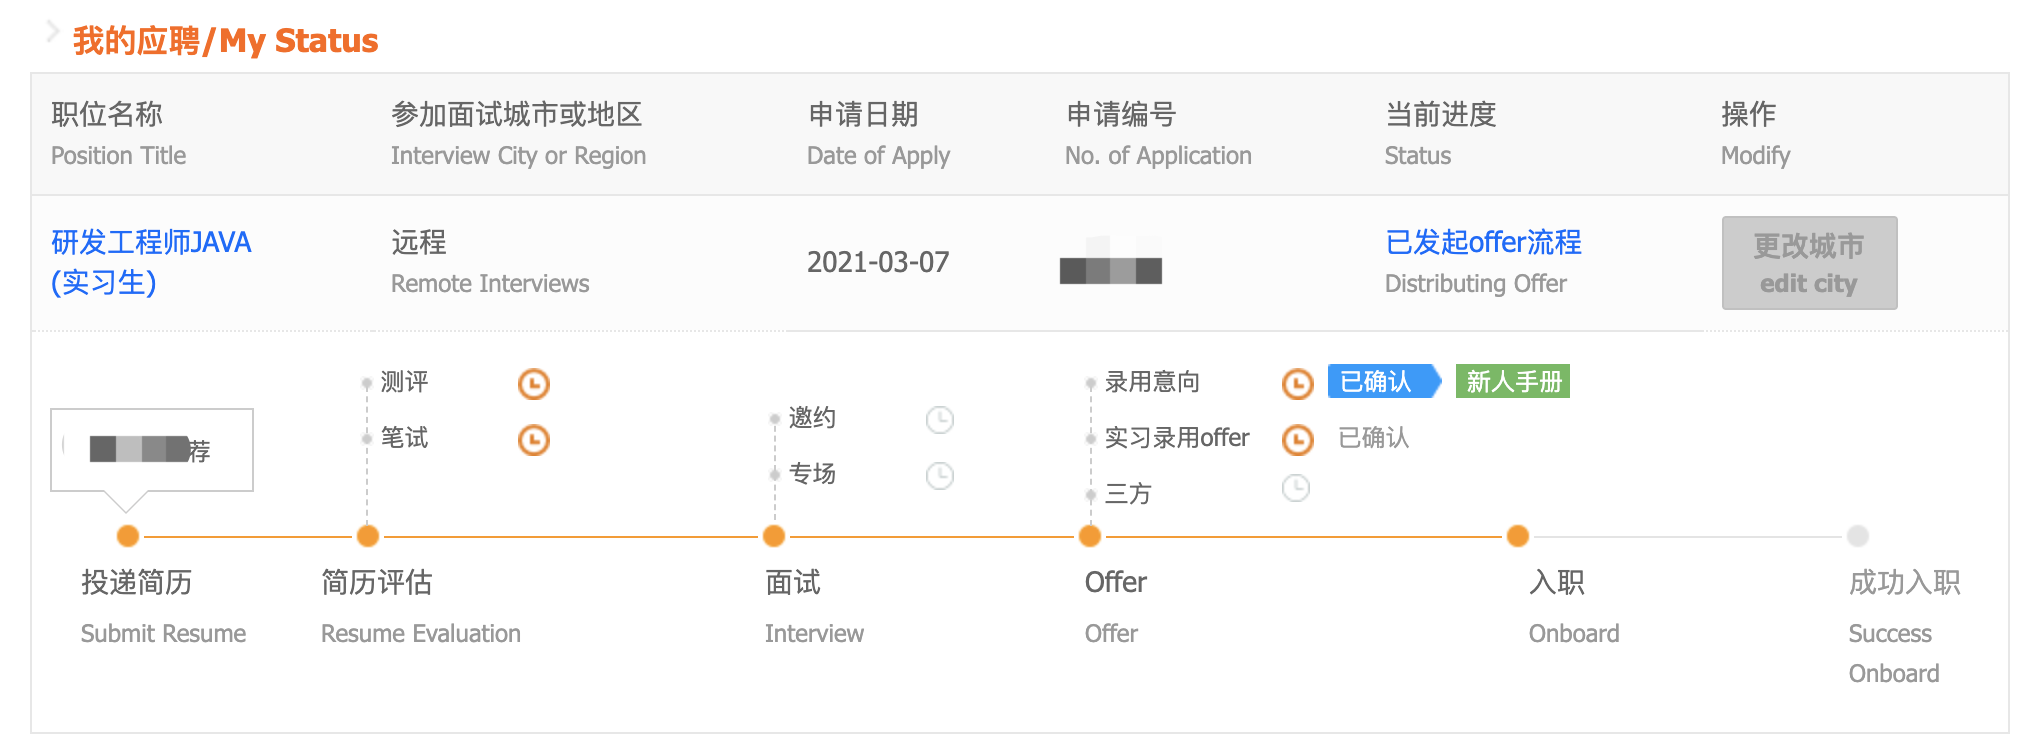 我的应聘/My Status
职位名称 参加面试城市或地区 申请日期 申请编号 当前进度 操作
Position Title Interview City or Region Date of Apply No. of Application Status Modify
研发工程师JAVA
(实习生)
远程
Remote Interviews
2021-03-07
已发起offer流程
Distributing Offer
更改城市
edit city
荐
测评
笔试
邀约
专场
录用意向 已确认 新人手册
实习录用offer 已确认
三方
投递简历 简历评估 面试 Offer 入职 成功入职
Submit Resume Resume Evaluation Interview Offer Onboard Success
Onboard